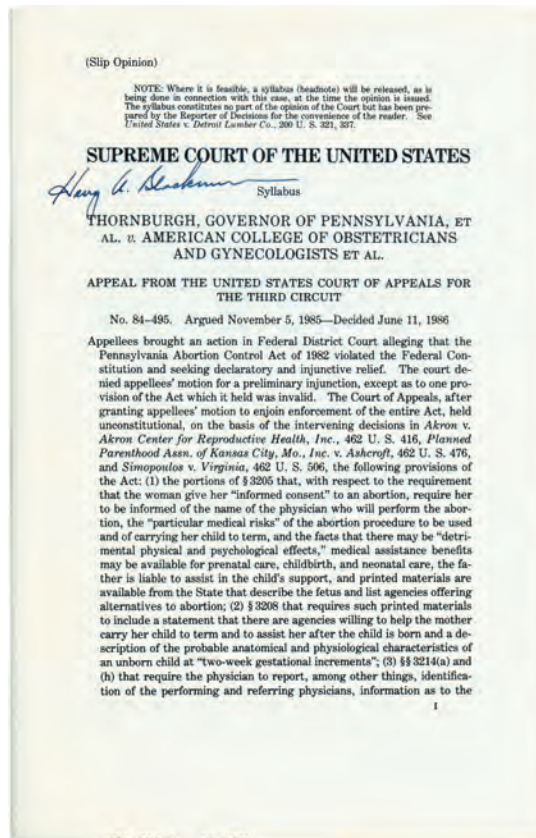 (Slip Opinion)
NOTE: Where it is feasible, a syllabus (headnote) will be released, as is
being done in connection with this case, at the time the opinion is issued.
The syllabus constitutes no part of the opinion of the Court but has been pre-
pared by the Reporter of Decisions for the convenience of the reader. See
United States v. Detroit Lumber Co., 200 U. S. 321, 337.
SUPREME COURT OF THE UNITED STATES
Harry A. Blackmun
Syllabus
THORNBURGH, GOVERNOR OF PENNSYLVANIA, ET
AL. v. AMERICAN COLLEGE OF OBSTETRICIANS
AND GYNECOLOGISTS ET AL.
APPEAL FROM THE UNITED STATES COURT OF APPEALS FOR
THE THIRD CIRCUIT
No. 84–495. Argued November 5, 1985—Decided June 11, 1986
Appellees brought an action in Federal District Court alleging that the
Pennsylvania Abortion Control Act of 1982 violated the Federal Con-
stitution and seeking declaratory and injunctive relief. The court de-
nied appellees' motion for a preliminary injunction, except as to one pro-
vision of the Act which it held was invalid. The Court of Appeals, after
granting appellees' motion to enjoin enforcement of the entire Act, held
unconstitutional, on the basis of the intervening decisions in Akron v.
Akron Center for Reproductive Health, Inc., 462 U. S. 416, Planned
Parenthood Assn. of Kansas City, Mo., Inc. v. Ashcroft, 462 U. S. 476,
and Simopoulos v. Virginia, 462 U. S. 506, the following provisions of
the Act: (1) the portions of § 3205 that, with respect to the requirement
that the woman give her "informed consent" to an abortion, require her
to be informed of the name of the physician who will perform the abor-
tion, the "particular medical risks" of the abortion procedure to be used
and of carrying her child to term, and the facts that there may be "detri-
mental physical and psychological effects," medical assistance benefits
may be available for prenatal care, childbirth, and neonatal care, the fa-
ther is liable to assist in the child's support, and printed materials are
available from the State that describe the fetus and list agencies offering
alternatives to abortion; (2) § 3208 that requires such printed materials
to include a statement that there are agencies willing to help the mother
carry her child to term and to assist her after the child is born and a de-
scription of the probable anatomical and physiological characteristics of
an unborn child at "two-week gestational increments"; (3) §§ 3214(a) and
(h) that require the physician to report, among other things, identifica-
tion of the performing and referring physicians, information as to the
I